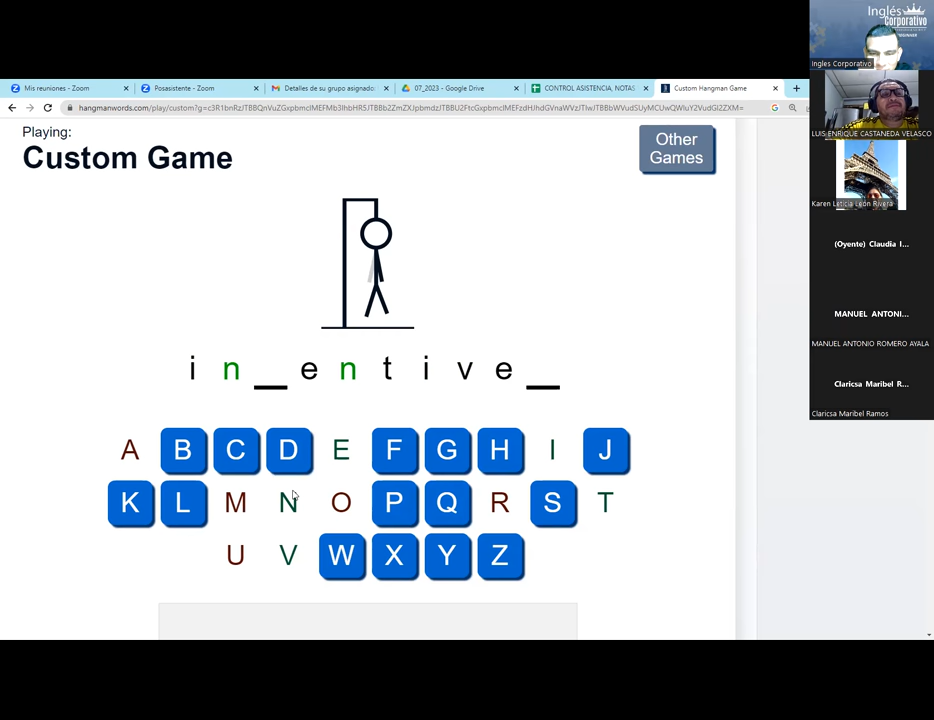 Mis reuniones - Zoom
Posasistente - Zoom
Detalles de su grupo asignado:
07_2023 - Google Drive
CONTROL ASISTENCIA, NOTAS
Custom Hangman Game
Playing:
Custom Game
Other
Games
i n _ e n t i v e _
A B C D E F G H I J
K L M N O P Q R S T
U V W X Y Z
Inglés
Corporativo
Ingles Corporativo
LUIS ENRIQUE CASTANEDA VELASCO
Karen Leticia León Rivera
(Oyente) Claudia I...
MANUEL ANTONI...
MANUEL ANTONIO ROMERO AYALA
Claricsa Maribel R...
Claricsa Maribel Ramos